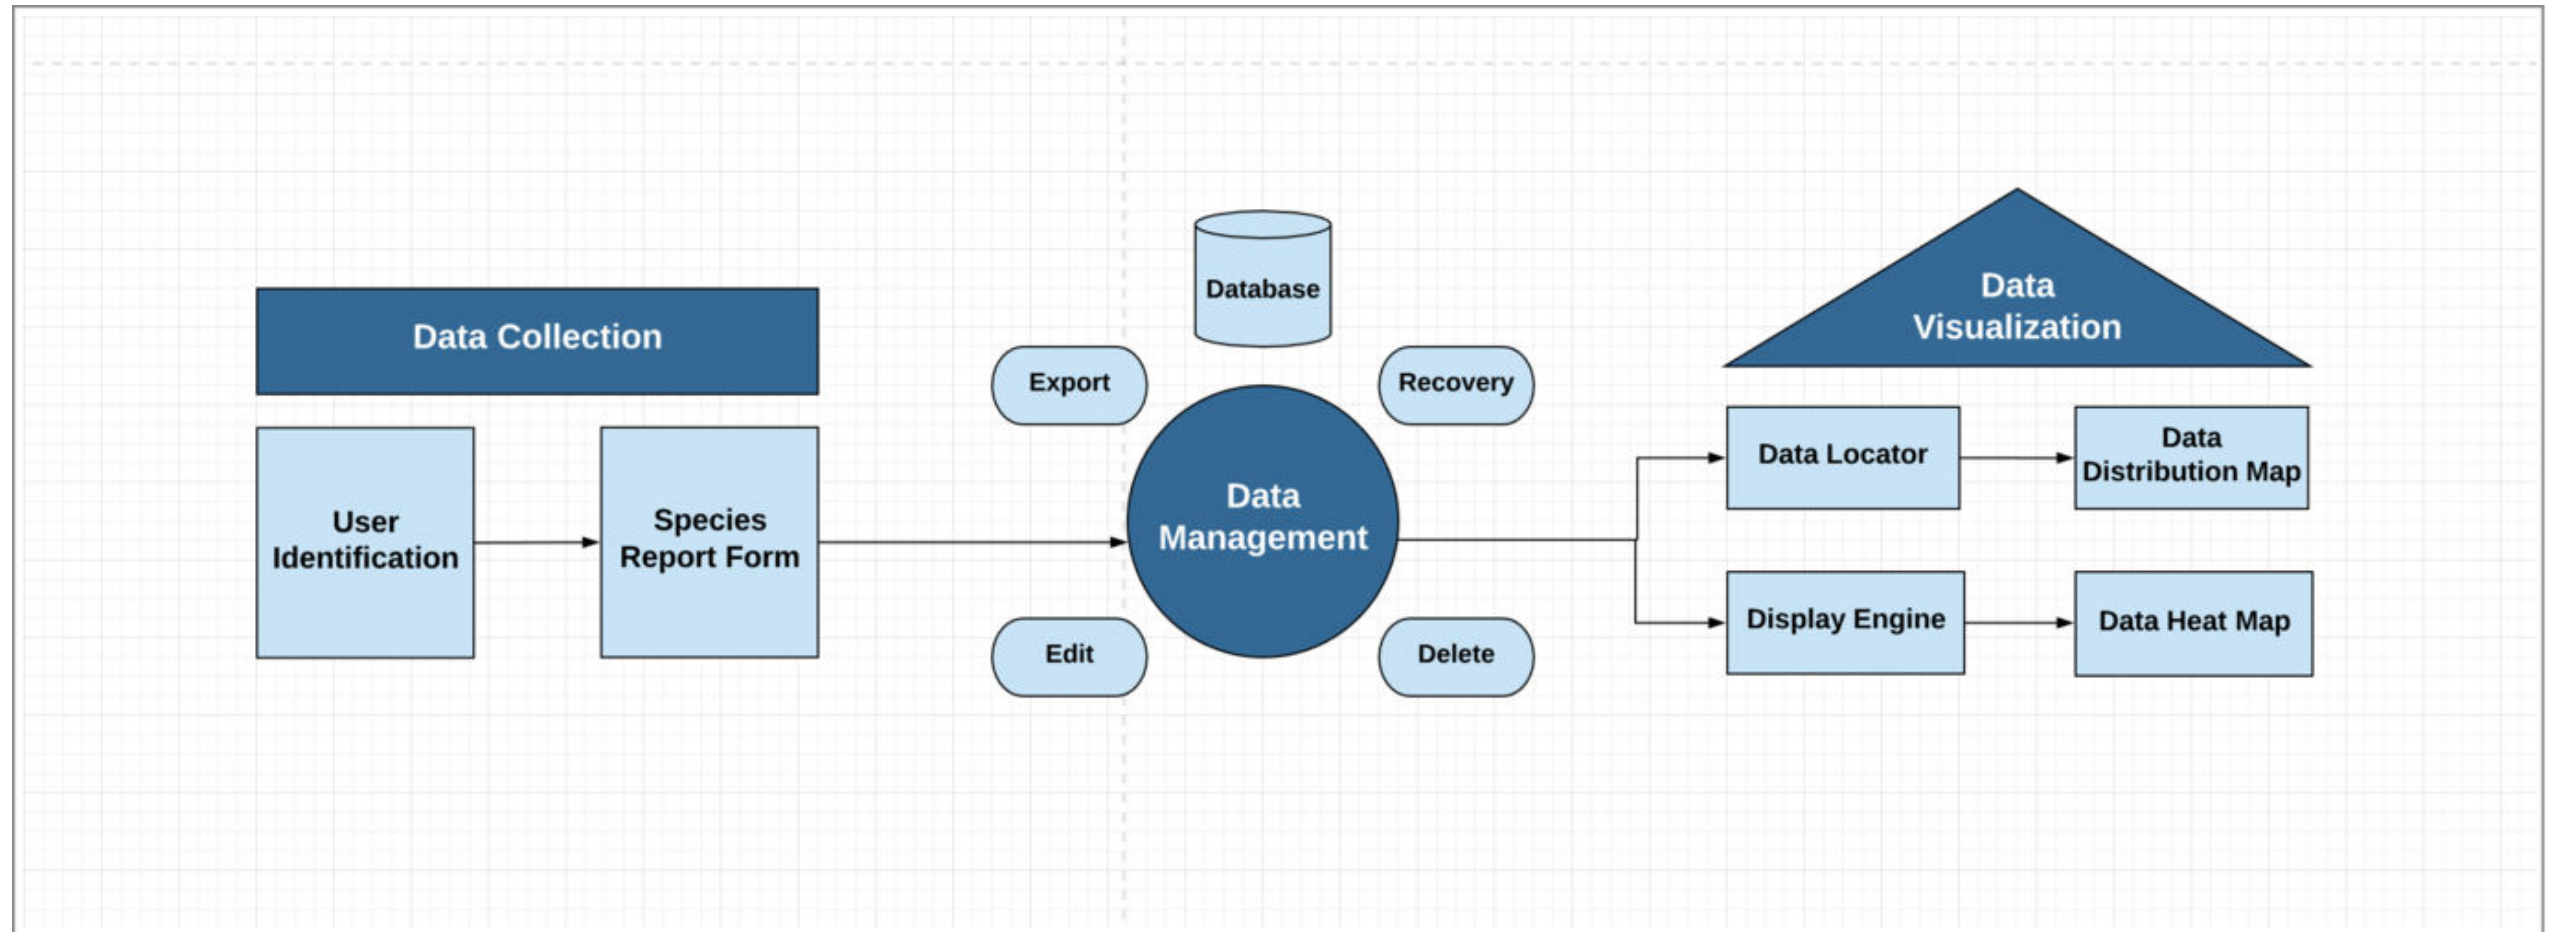 Data Collection
User
Identification
Species
Report Form
Database
Export
Recovery
Data
Management
Edit
Delete
Data
Visualization
Data Locator
Data
Distribution Map
Display Engine
Data Heat Map